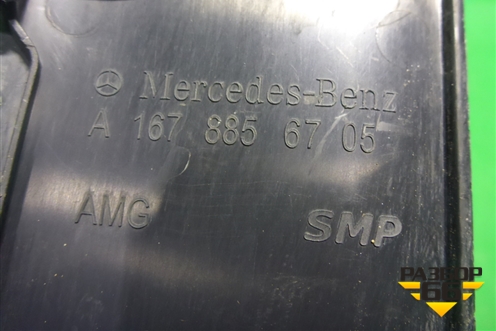 Mercedes-Benz
A 167 885 67 05
AMG SMP
РАЗБОР
66